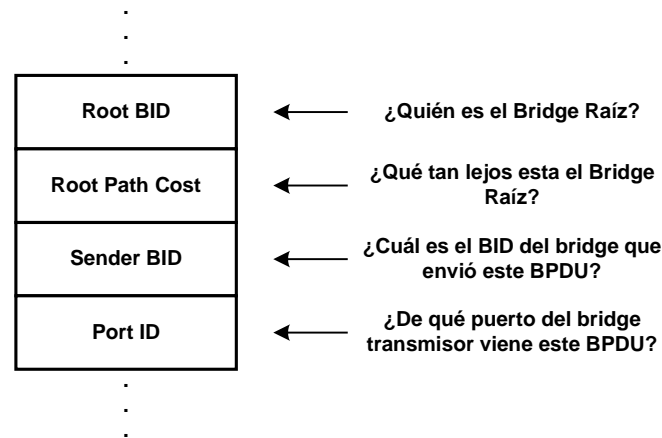 Root BID
¿Quién es el Bridge Raíz?
Root Path Cost
¿Qué tan lejos esta el Bridge
Raíz?
Sender BID
¿Cuál es el BID del bridge que
envió este BPDU?
Port ID
¿De qué puerto del bridge
transmisor viene este BPDU?